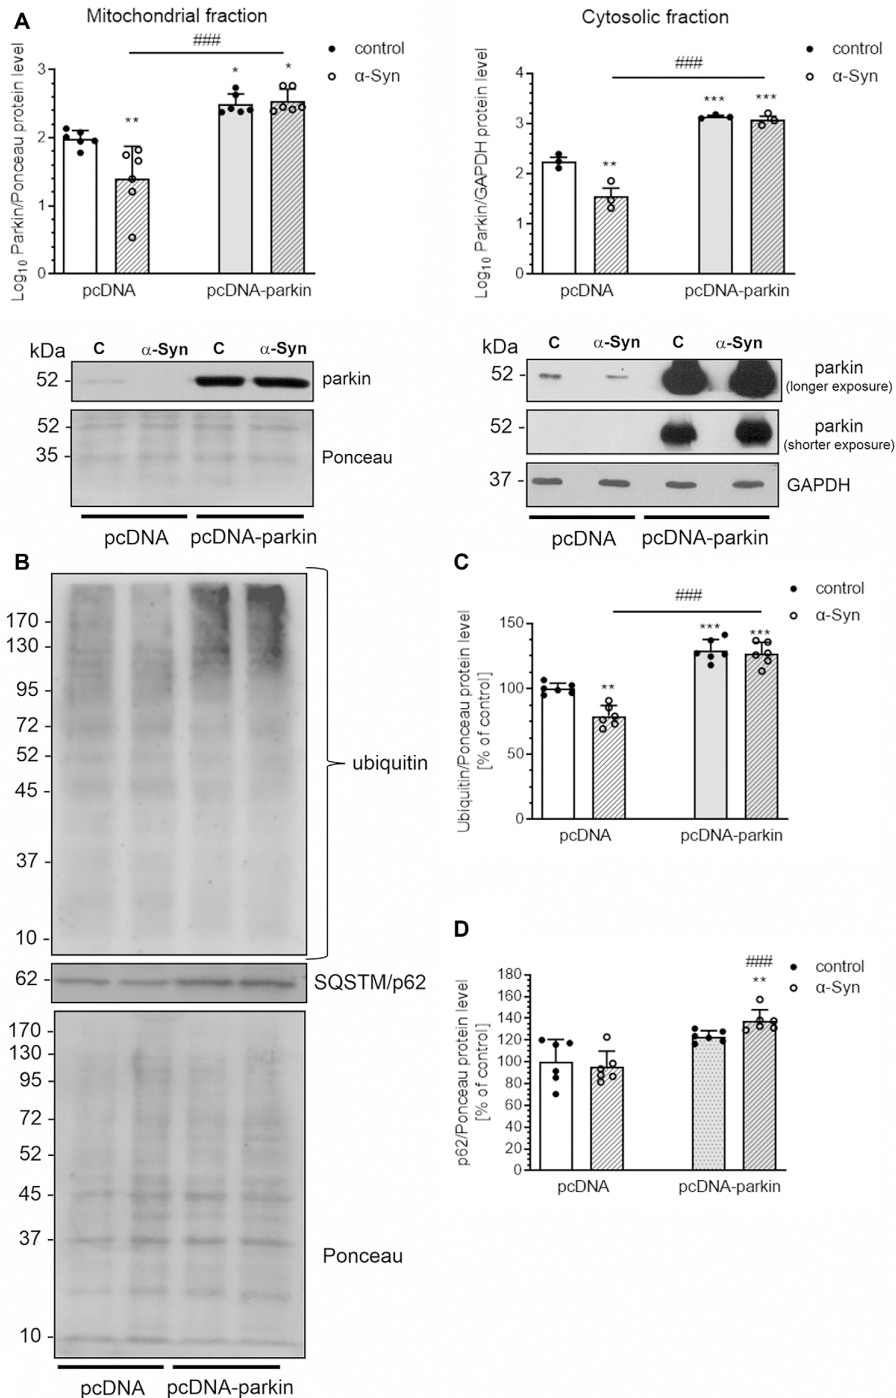 A
Mitochondrial fraction
Log10 Parkin/Ponceau protein level
3
2
1
0
###
**
*
*
control
α-Syn
pcDNA
pcDNA-parkin
Cytosolic fraction
Log10 Parkin/GAPDH protein level
4
3
2
1
0
###
**
***
***
control
α-Syn
pcDNA
pcDNA-parkin
kDa
C
α-Syn
C
α-Syn
52 -
parkin
52 -
35 -
Ponceau
pcDNA
pcDNA-parkin
kDa
C
α-Syn
C
α-Syn
52 -
parkin
(longer exposure)
52 -
parkin
(shorter exposure)
37 -
GAPDH
pcDNA
pcDNA-parkin
B
170 -
130 -
95 -
72 -
52 -
45 -
37 -
10 -
ubiquitin
62 -
SQSTM/p62
170 -
130 -
95 -
72 -
52 -
45 -
37 -
10 -
Ponceau
pcDNA
pcDNA-parkin
C
Ubiquitin/Ponceau protein level
[% of control]
150
100
50
0
###
**
***
***
control
α-Syn
pcDNA
pcDNA-parkin
D
p62/Ponceau protein level
[% of control]
180
160
140
120
100
80
60
40
20
0
###
**
control
α-Syn
pcDNA
pcDNA-parkin